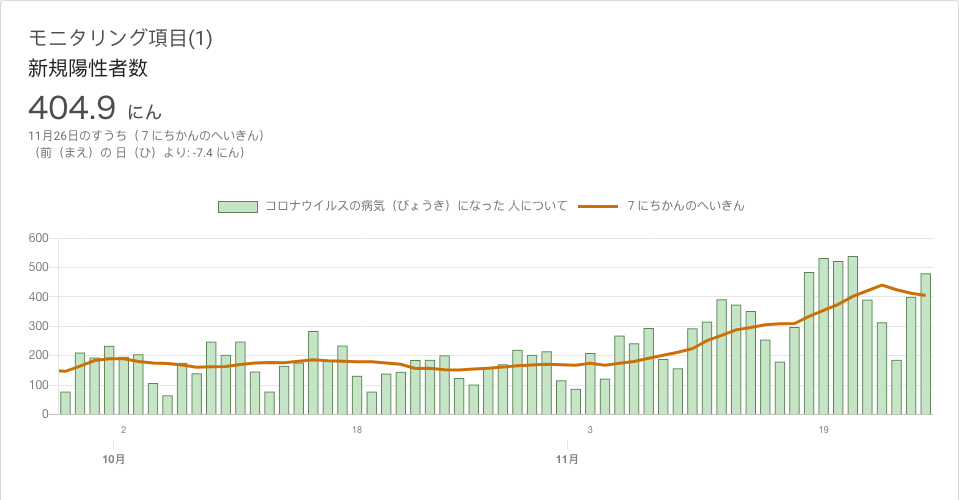 モニタリング項目(1)
新規陽性者数
404.9 にん
11月26日のすうち（７にちかんのへいきん）
（前（まえ）の 日（ひ）より: -7.4 にん）
コロナウイルスの病気（びょうき）になった 人について ７にちかんのへいきん
600
500
400
300
200
100
0
2 18 3 19
10月 11月